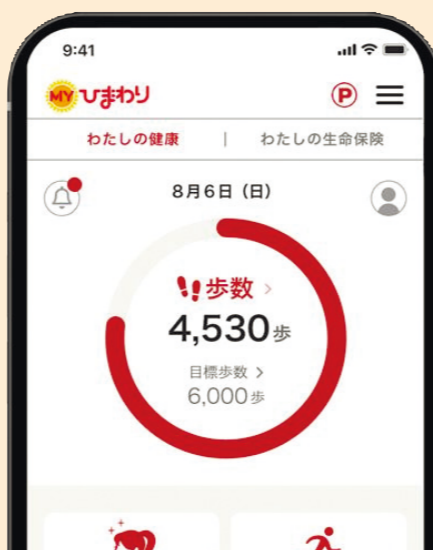 9:41
MY ひまわり P
わたしの健康 | わたしの生命保険
8月6日（日）
歩数 >
4,530歩
目標歩数 >
6,000歩